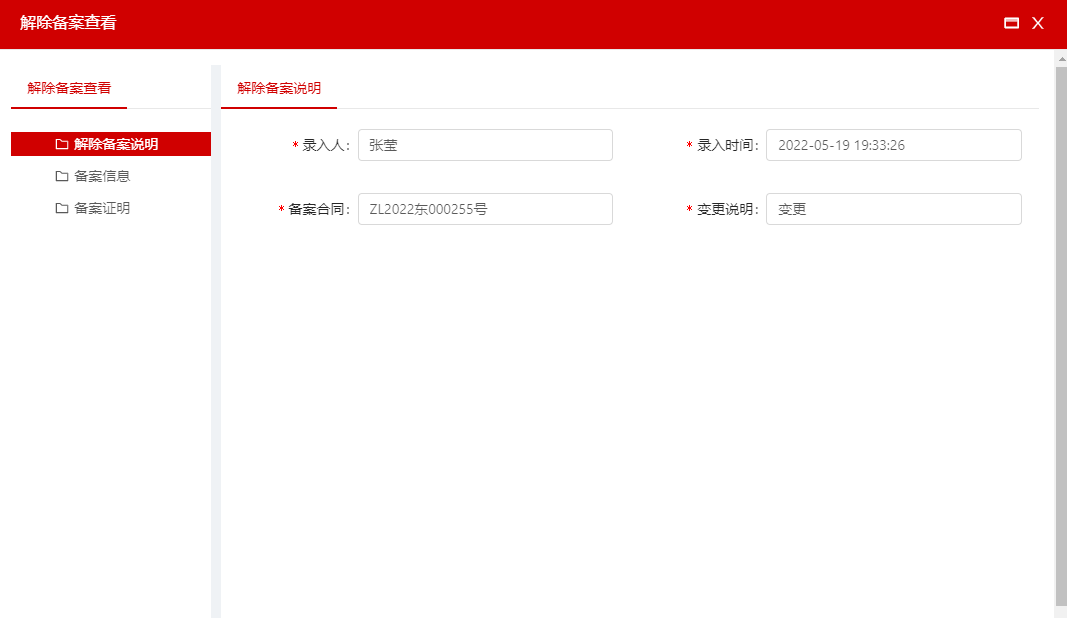 解除备案查看
解除备案查看
解除备案说明
备案信息
备案证明
解除备案说明
* 录入人: 张莹
* 录入时间: 2022-05-19 19:33:26
* 备案合同: ZL2022东000255号
* 变更说明: 变更